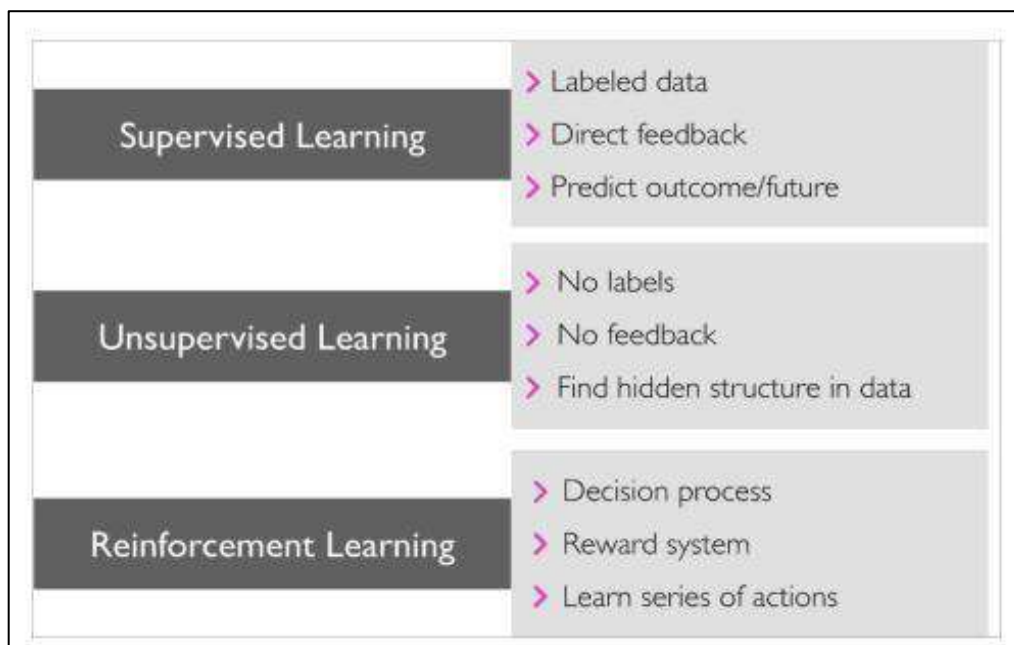 Supervised Learning
Labeled data
Direct feedback
Predict outcome/future
Unsupervised Learning
No labels
No feedback
Find hidden structure in data
Reinforcement Learning
Decision process
Reward system
Learn series of actions